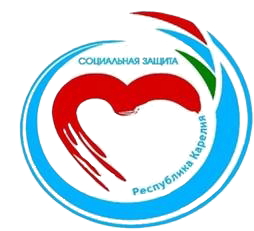 СОЦИАЛЬНАЯ ЗАЩИТА
Республика Карелия